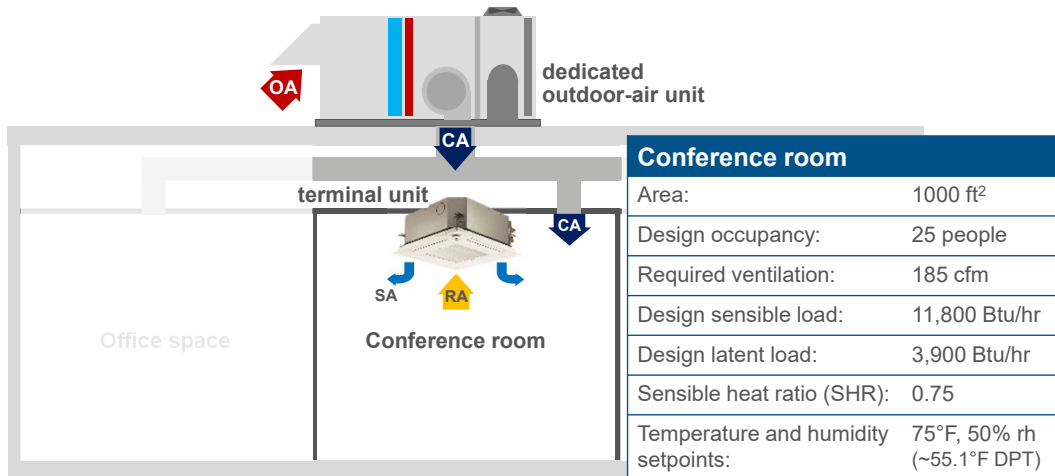 OA
dedicated
outdoor-air unit
CA
terminal unit
CA
SA
RA
Office space
Conference room
Conference room
Area: 1000 ft²
Design occupancy: 25 people
Required ventilation: 185 cfm
Design sensible load: 11,800 Btu/hr
Design latent load: 3,900 Btu/hr
Sensible heat ratio (SHR): 0.75
Temperature and humidity 75°F, 50% rh
setpoints: (~55.1°F DPT)